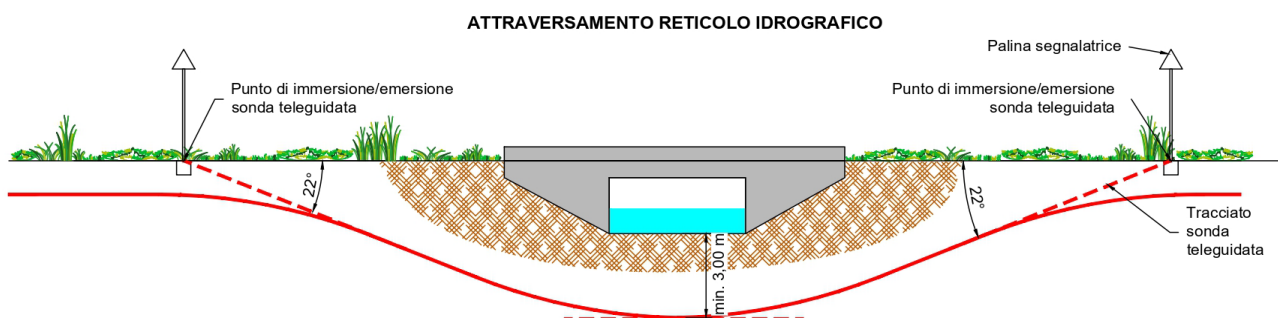 ATTRAVERSAMENTO RETICOLO IDROGRAFICO
Palina segnalatrice
Punto di immersione/emersione
sonda teleguidata
Punto di immersione/emersione
sonda teleguidata
22°
22°
min. 3,00 m
Tracciato
sonda
teleguidata